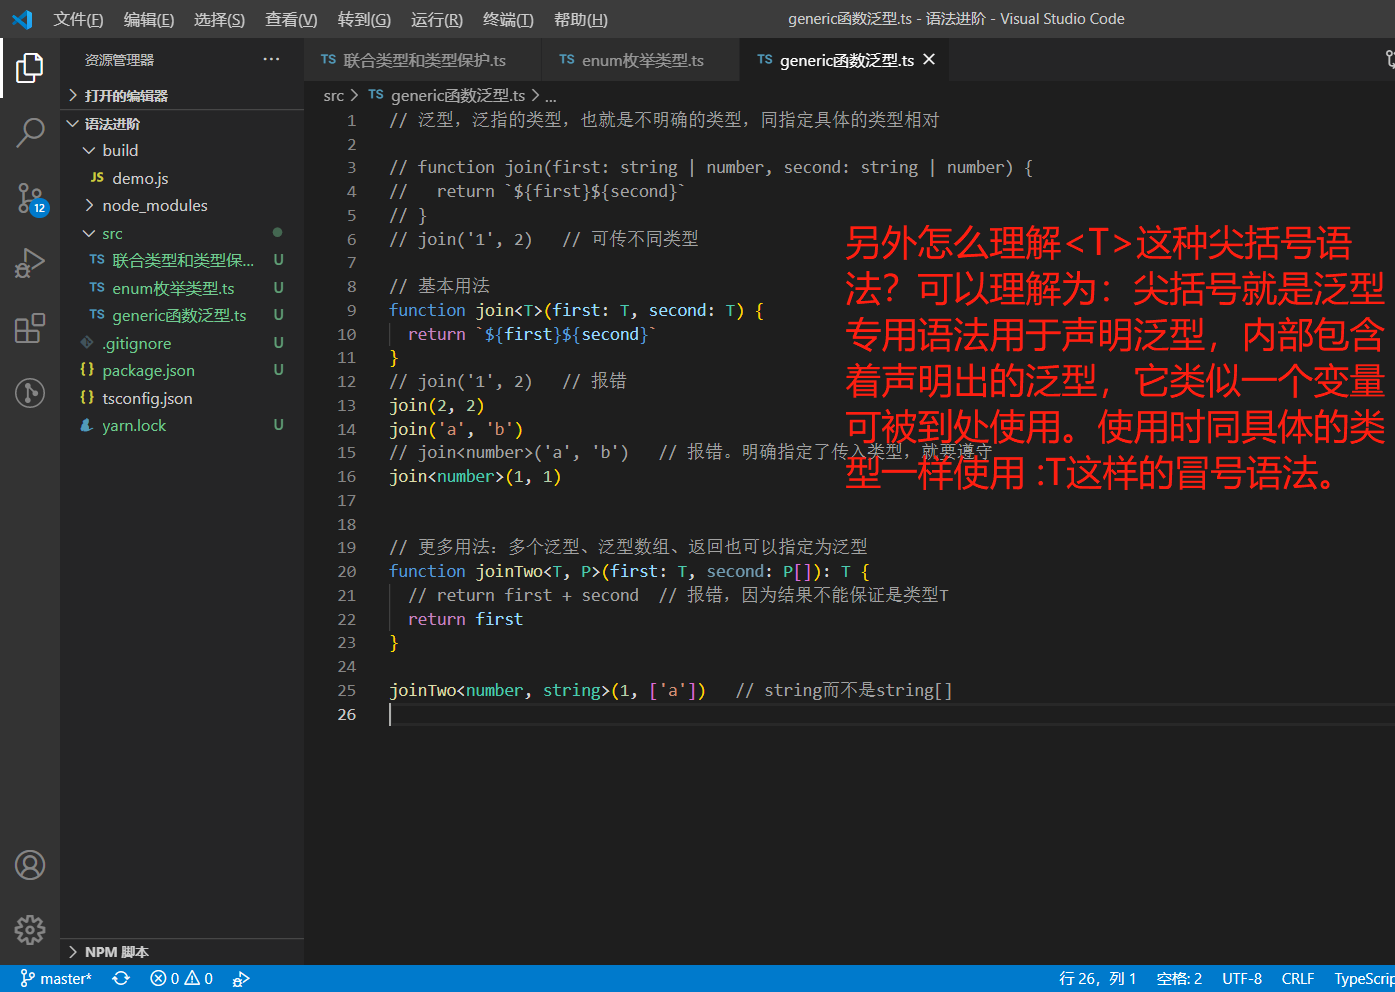 文件(F) 编辑(E) 选择(S) 查看(V) 转到(G) 运行(R) 终端(T) 帮助(H) generic函数泛型.ts - 语法进阶 - Visual Studio Code
资源管理器 ...
打开的编辑器
语法进阶
build
JS demo.js
node_modules
src
TS 联合类型和类型保... U
TS enum枚举类型.ts U
TS generic函数泛型.ts U
.gitignore U
{} package.json U
{} tsconfig.json
yarn.lock U
NPM 脚本
12
TS 联合类型和类型保护.ts TS enum枚举类型.ts TS generic函数泛型.ts
src > TS generic函数泛型.ts > ...
1 // 泛型，泛指的类型，也就是不明确的类型，同指定具体的类型相对
2
3 // function join(first: string | number, second: string | number) {
4 //   return `${first}${second}`
5 // }
6 // join('1', 2)   // 可传不同类型
7
8 // 基本用法
9 function join<T>(first: T, second: T) {
10   return `${first}${second}`
11 }
12 // join('1', 2)   // 报错
13 join(2, 2)
14 join('a', 'b')
15 // join<number>('a', 'b')   // 报错。明确指定了传入类型，就要遵守
16 join<number>(1, 1)
17
18
19 // 更多用法：多个泛型、泛型数组、返回也可以指定为泛型
20 function joinTwo<T, P>(first: T, second: P[]): T {
21   // return first + second  // 报错，因为结果不能保证是类型T
22   return first
23 }
24
25 joinTwo<number, string>(1, ['a'])   // string而不是string[]
26
另外怎么理解<T>这种尖括号语
法？可以理解为：尖括号就是泛型
专用语法用于声明泛型，内部包含
着声明出的泛型，它类似一个变量
可被到处使用。使用时同具体的类
型一样使用 :T这样的冒号语法。
master* 0 0 行 26，列 1 空格: 2 UTF-8 CRLF TypeScrip